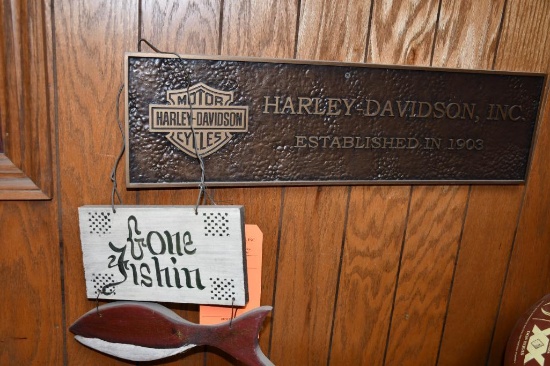 MOTOR
HARLEY-DAVIDSON
CYCLES
HARLEY-DAVIDSON, INC.
ESTABLISHED IN 1903
Gone
Fishin